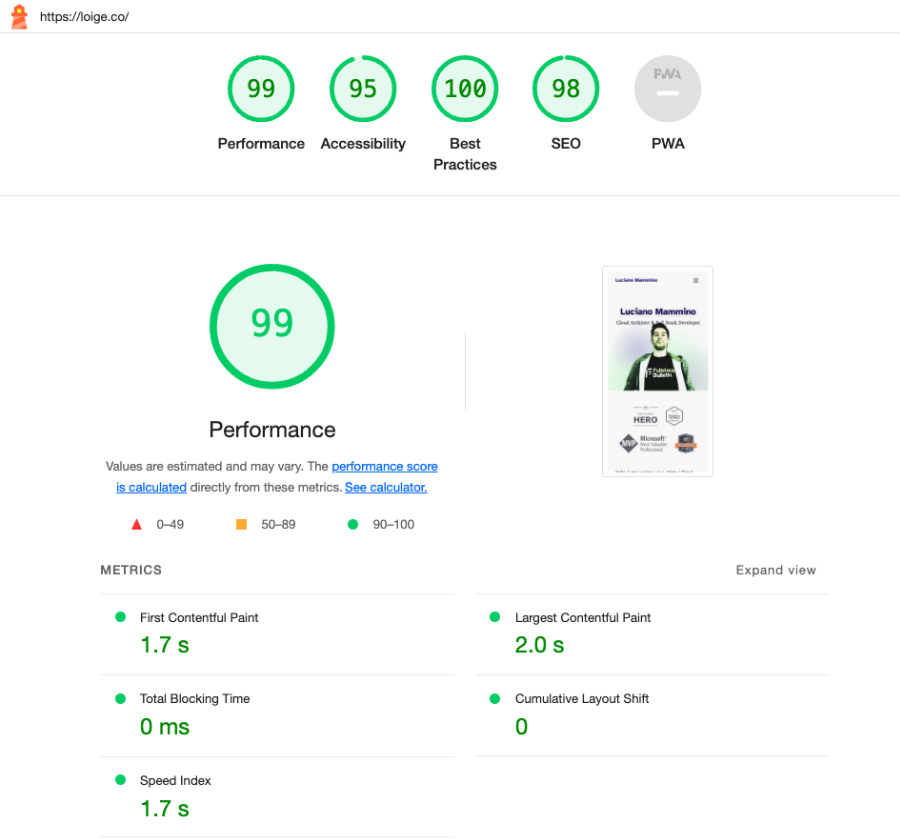 https://loige.co/
99
95
100
98
PWA
Performance
Accessibility
Best
Practices
SEO
PWA
99
Performance
Values are estimated and may vary. The performance score
is calculated directly from these metrics. See calculator.
0–49
50–89
90–100
Luciano Mammino
Luciano Mammino
Cloud Architect & Full Stack Developer
Fullstack
Bulletin
HERO
MVP
Microsoft®
Most Valuable
Professional
METRICS
Expand view
First Contentful Paint
1.7 s
Largest Contentful Paint
2.0 s
Total Blocking Time
0 ms
Cumulative Layout Shift
0
Speed Index
1.7 s